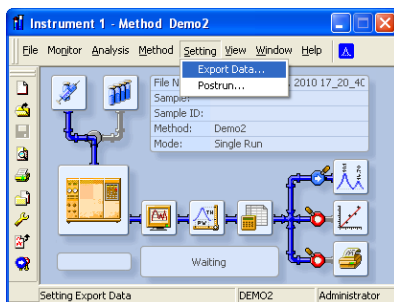 Instrument 1 - Method Demo2
File Monitor Analysis Method Setting View Window Help
Export Data...
Postrun...
File N 2010 17_20_4C
Sample:
Sample ID:
Method: Demo2
Mode: Single Run
Waiting
Setting Export Data DEMO2 Administrator